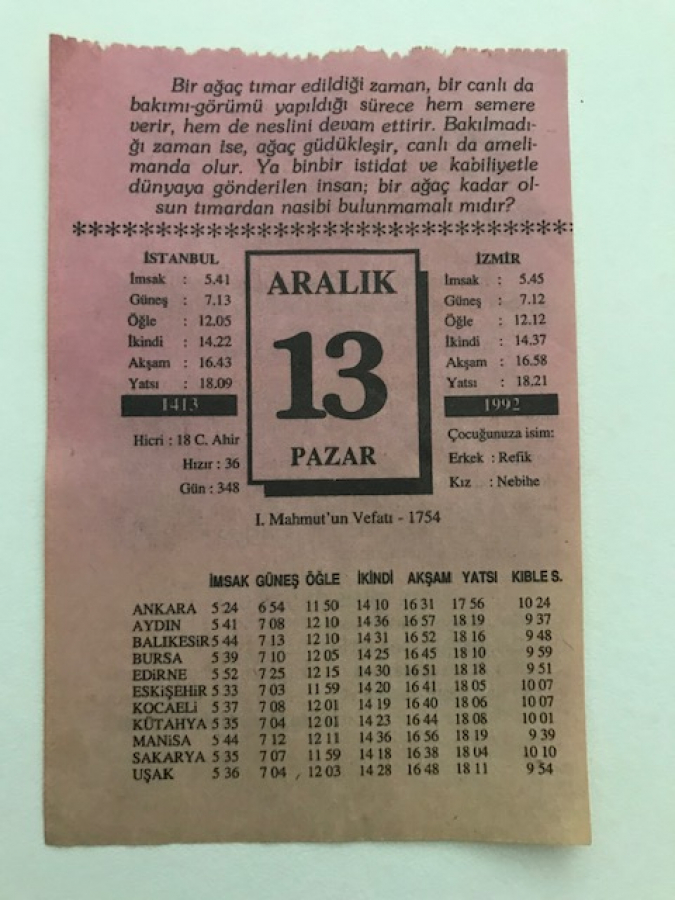 Bir ağaç tımar edildiği zaman, bir canlı da
bakımı-görümü yapıldığı sürece hem semere
verir, hem de neslini devam ettirir. Bakılmadı-
ğı zaman ise, ağaç güdükleşir, canlı da ameli-
manda olur. Ya binbir istidat ve kabiliyetle
dünyaya gönderilen insan; bir ağaç kadar ol-
sun tımardan nasibi bulunmamalı mıdır?
********************************
İSTANBUL
İmsak : 5.41
Güneş : 7.13
Öğle : 12.05
İkindi : 14.22
Akşam : 16.43
Yatsı : 18.09
1413
Hicri : 18 C. Ahir
Hızır : 36
Gün : 348
ARALIK
13
PAZAR
İZMİR
İmsak : 5.45
Güneş : 7.12
Öğle : 12.12
İkindi : 14.37
Akşam : 16.58
Yatsı : 18.21
1992
Çocuğunuza isim:
Erkek : Refik
Kız : Nebihe
I. Mahmut'un Vefatı - 1754
İMSAK GÜNEŞ ÖĞLE İKİNDİ AKŞAM YATSI KIBLE S.
ANKARA 5 24 6 54 11 50 14 10 16 31 17 56 10 24
AYDIN 5 41 7 08 12 10 14 36 16 57 18 19 9 37
BALIKESİR 5 44 7 13 12 10 14 31 16 52 18 16 9 48
BURSA 5 39 7 10 12 05 14 25 16 45 18 10 9 59
EDİRNE 5 52 7 25 12 15 14 30 16 51 18 18 9 51
ESKİŞEHİR 5 33 7 03 11 59 14 20 16 41 18 05 10 07
KOCAELİ 5 37 7 08 12 01 14 19 16 40 18 06 10 07
KÜTAHYA 5 35 7 04 12 01 14 23 16 44 18 08 10 01
MANİSA 5 44 7 12 12 11 14 36 16 56 18 19 9 39
SAKARYA 5 35 7 07 11 59 14 18 16 38 18 04 10 10
UŞAK 5 36 7 04 12 03 14 28 16 48 18 11 9 54